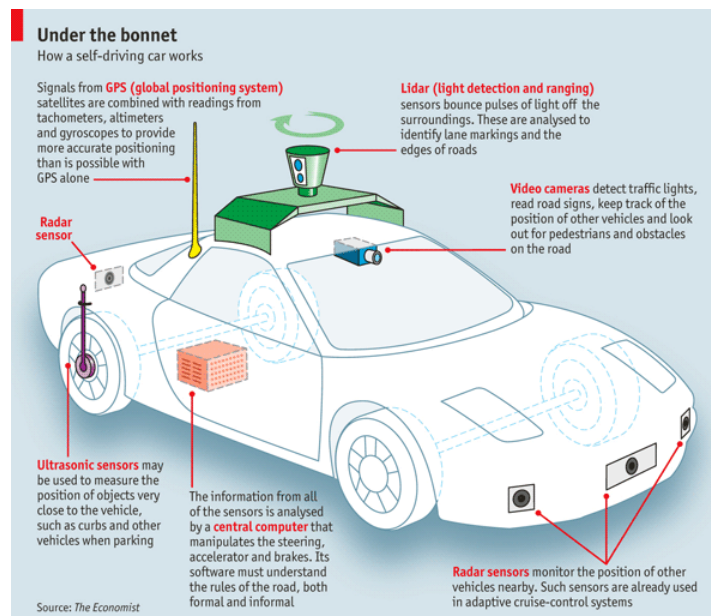 Under the bonnet
How a self-driving car works
Signals from GPS (global positioning system)
satellites are combined with readings from
tachometers, altimeters
and gyroscopes to provide
more accurate positioning
than is possible with
GPS alone
Lidar (light detection and ranging)
sensors bounce pulses of light off the
surroundings. These are analysed to
identify lane markings and the
edges of roads
Video cameras detect traffic lights,
read road signs, keep track of the
position of other vehicles and look
out for pedestrians and obstacles
on the road
Radar
sensor
Ultrasonic sensors may
be used to measure the
position of objects very
close to the vehicle,
such as curbs and other
vehicles when parking
The information from all
of the sensors is analysed
by a central computer that
manipulates the steering,
accelerator and brakes. Its
software must understand
the rules of the road, both
formal and informal
Radar sensors monitor the position of other
vehicles nearby. Such sensors are already used
in adaptive cruise-control systems
Source: The Economist